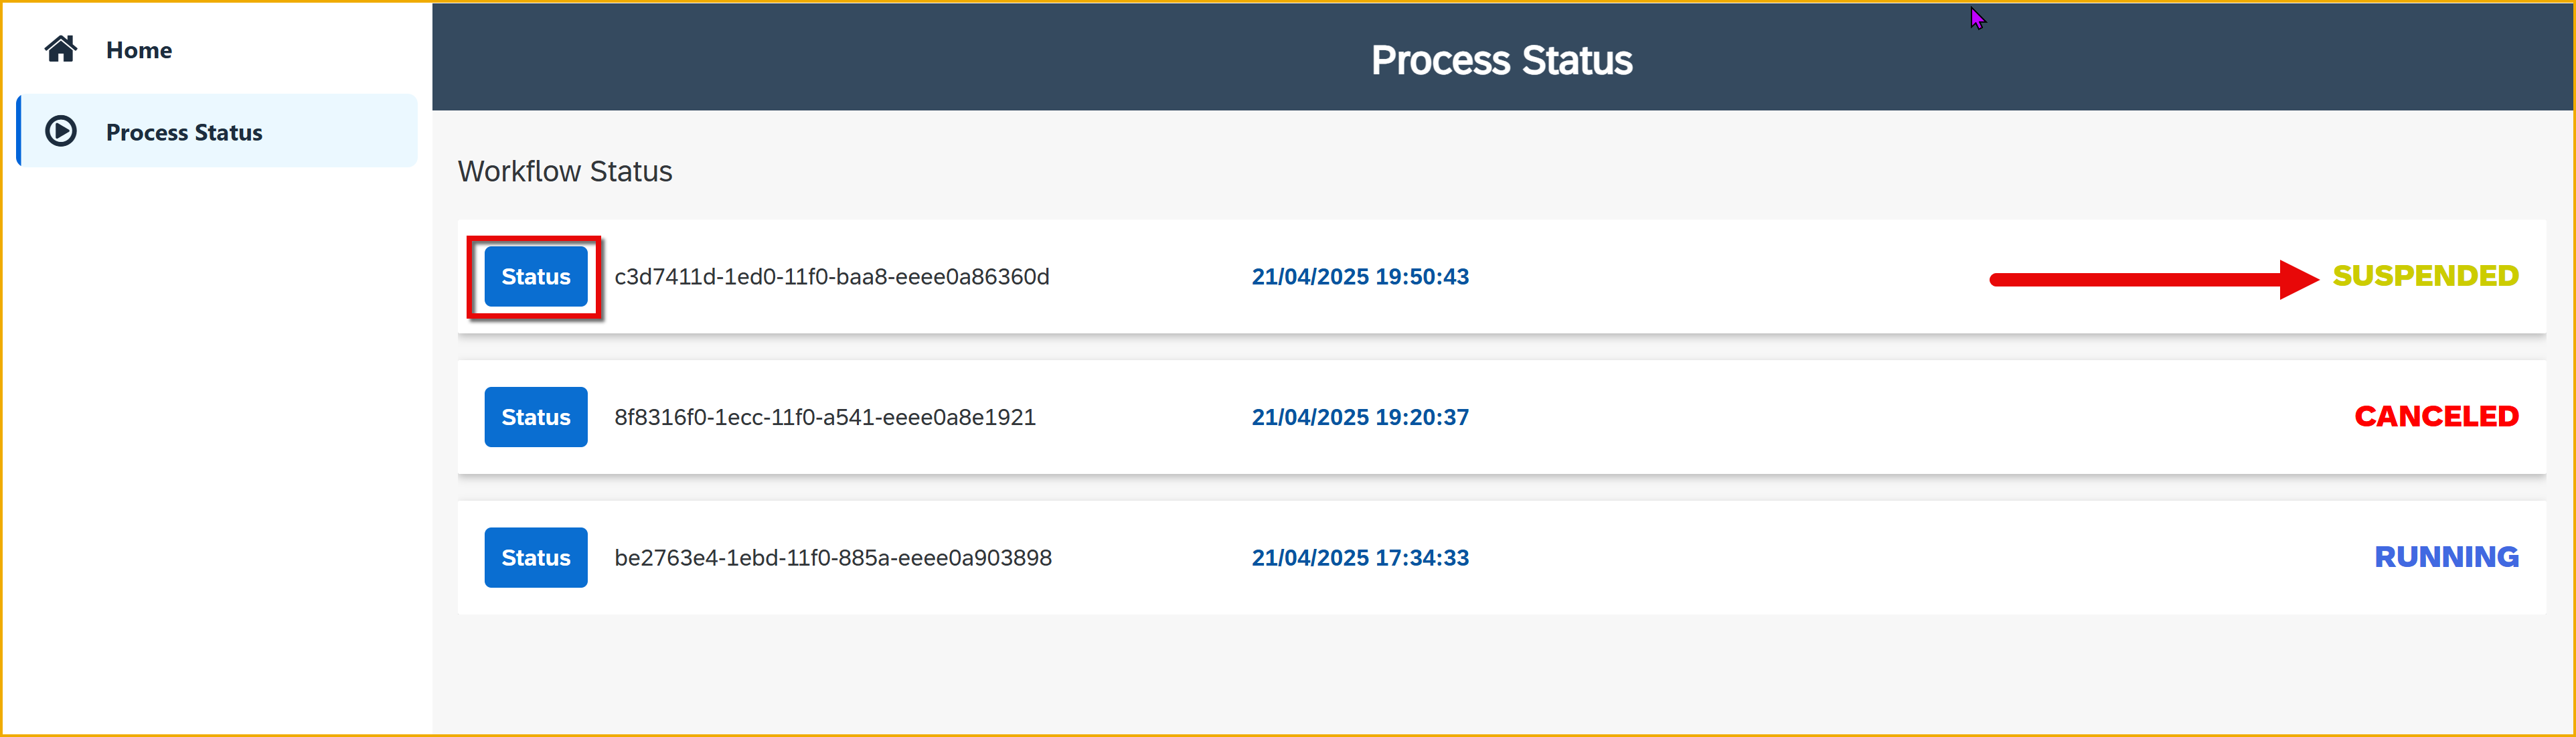 Home
Process Status
Process Status
Workflow Status
Status c3d7411d-1ed0-11f0-baa8-eeee0a86360d 21/04/2025 19:50:43 SUSPENDED
Status 8f8316f0-1ecc-11f0-a541-eeee0a8e1921 21/04/2025 19:20:37 CANCELED
Status be2763e4-1ebd-11f0-885a-eeee0a903898 21/04/2025 17:34:33 RUNNING